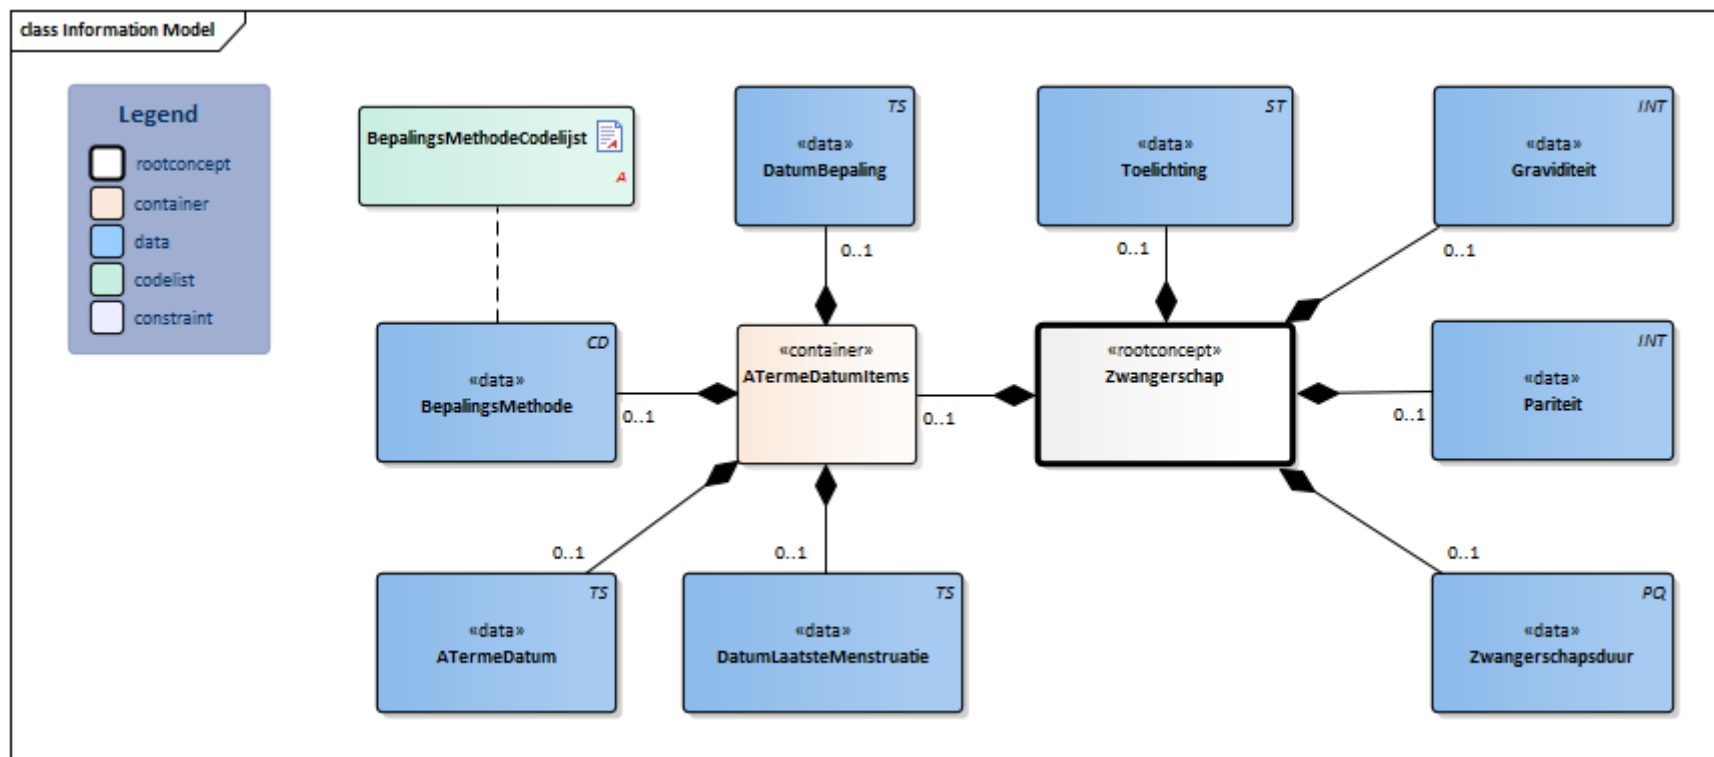 class Information Model
Legend
rootconcept
container
data
codelist
constraint
BepalingsMethodeCodelijst
A
A
TS
«data»
DatumBepaling
0..1
ST
«data»
Toelichting
0..1
INT
«data»
Graviditeit
0..1
CD
«data»
BepalingsMethode
0..1
«container»
ATermeDatumItems
0..1
«rootconcept»
Zwangerschap
INT
«data»
Pariteit
0..1
0..1
TS
«data»
ATermeDatum
0..1
TS
«data»
DatumLaatsteMenstruatie
0..1
PQ
«data»
Zwangerschapsduur